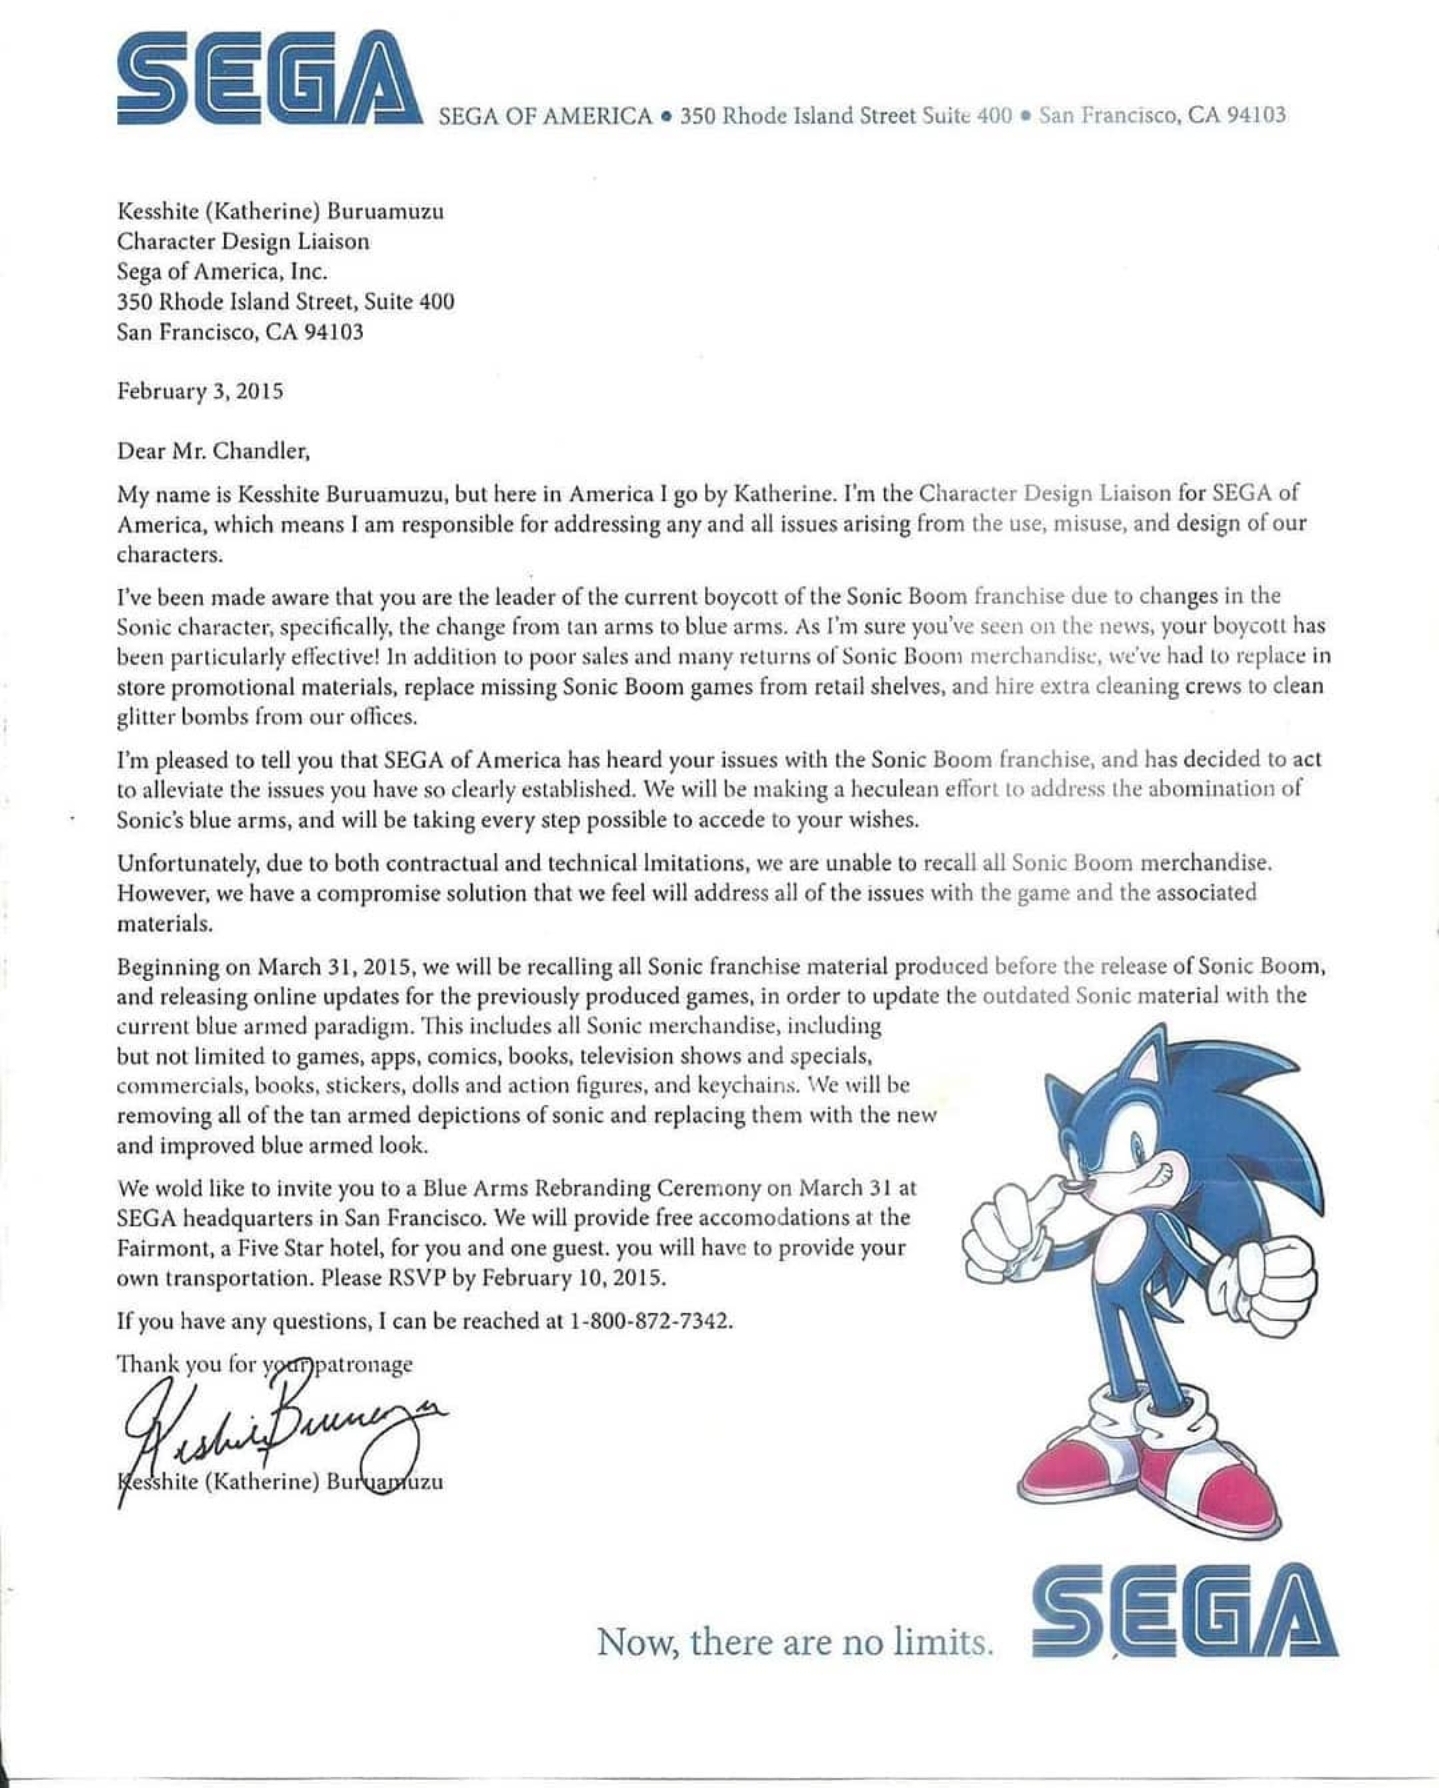 SEGA
SEGA OF AMERICA • 350 Rhode Island Street Suite 400 • San Francisco, CA 94103
Kesshite (Katherine) Buruamuzu
Character Design Liaison
Sega of America, Inc.
350 Rhode Island Street, Suite 400
San Francisco, CA 94103
February 3, 2015
Dear Mr. Chandler,
My name is Kesshite Buruamuzu, but here in America I go by Katherine. I'm the Character Design Liaison for SEGA of
America, which means I am responsible for addressing any and all issues arising from the use, misuse, and design of our
characters.
I've been made aware that you are the leader of the current boycott of the Sonic Boom franchise due to changes in the
Sonic character, specifically, the change from tan arms to blue arms. As I'm sure you've seen on the news, your boycott has
been particularly effective! In addition to poor sales and many returns of Sonic Boom merchandise, we've had to replace in
store promotional materials, replace missing Sonic Boom games from retail shelves, and hire extra cleaning crews to clean
glitter bombs from our offices.
I'm pleased to tell you that SEGA of America has heard your issues with the Sonic Boom franchise, and has decided to act
to alleviate the issues you have so clearly established. We will be making a heculean effort to address the abomination of
Sonic's blue arms, and will be taking every step possible to accede to your wishes.
Unfortunately, due to both contractual and technical lmitations, we are unable to recall all Sonic Boom merchandise.
However, we have a compromise solution that we feel will address all of the issues with the game and the associated
materials.
Beginning on March 31, 2015, we will be recalling all Sonic franchise material produced before the release of Sonic Boom,
and releasing online updates for the previously produced games, in order to update the outdated Sonic material with the
current blue armed paradigm. This includes all Sonic merchandise, including
but not limited to games, apps, comics, books, television shows and specials,
commercials, books, stickers, dolls and action figures, and keychains. We will be
removing all of the tan armed depictions of sonic and replacing them with the new
and improved blue armed look.
We wold like to invite you to a Blue Arms Rebranding Ceremony on March 31 at
SEGA headquarters in San Francisco. We will provide free accomodations at the
Fairmont, a Five Star hotel, for you and one guest. you will have to provide your
own transportation. Please RSVP by February 10, 2015.
If you have any questions, I can be reached at 1-800-872-7342.
Thank you for your patronage
Kesshite (Katherine) Buruamuzu
Now, there are no limits.
SEGA